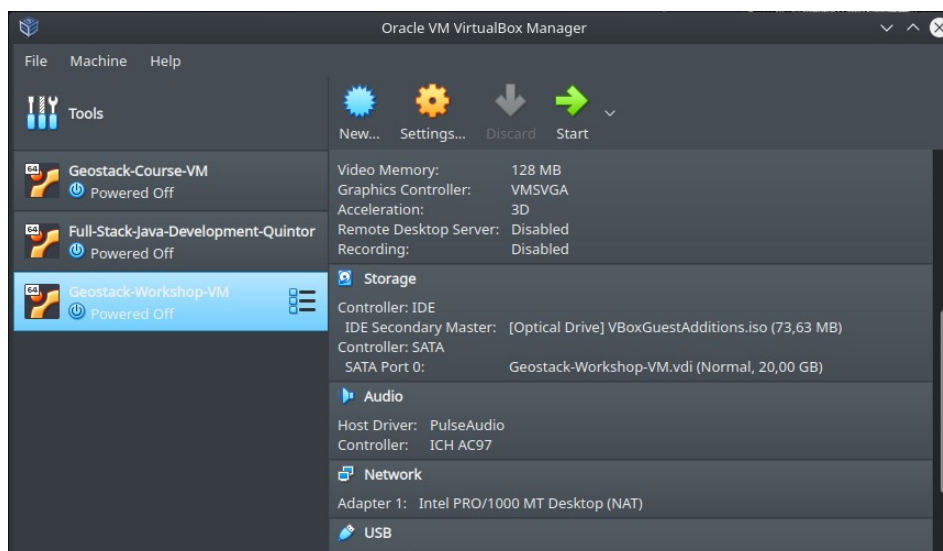 Oracle VM VirtualBox Manager
File Machine Help
Tools
New... Settings... Discard Start
64
Geostack-Course-VM
Powered Off
64
Full-Stack-Java-Development-Quintor
Powered Off
64
Geostack-Workshop-VM
Powered Off
Video Memory: 128 MB
Graphics Controller: VMSVGA
Acceleration: 3D
Remote Desktop Server: Disabled
Recording: Disabled
Storage
Controller: IDE
IDE Secondary Master: [Optical Drive] VBoxGuestAdditions.iso (73,63 MB)
Controller: SATA
SATA Port 0: Geostack-Workshop-VM.vdi (Normal, 20,00 GB)
Audio
Host Driver: PulseAudio
Controller: ICH AC97
Network
Adapter 1: Intel PRO/1000 MT Desktop (NAT)
USB